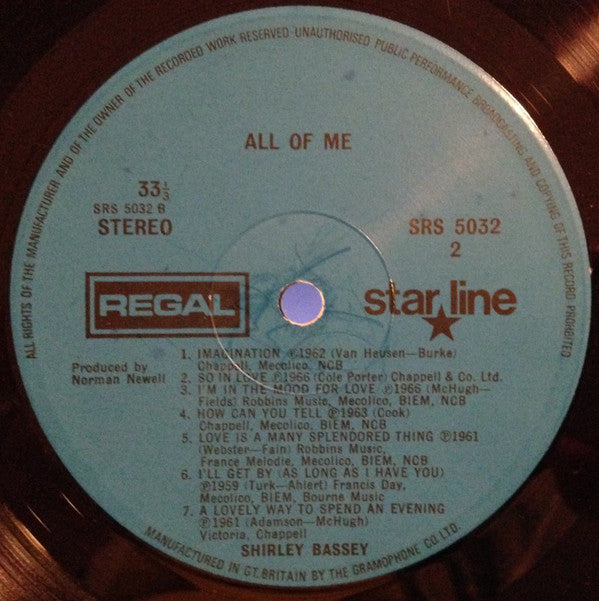 ALL RIGHTS OF THE MANUFACTURER AND OF THE OWNER OF THE RECORDED WORK RESERVED UNAUTHORISED PUBLIC PERFORMANCE BROADCASTING AND COPYING OF THIS RECORD PROHIBITED
ALL OF ME
33⅓
SRS 5032 B
STEREO
SRS 5032
2
REGAL
star★line
Produced by
Norman Newell
1. IMAGINATION ℗1962 (Van Heusen—Burke)
Chappell, Mecolico, NCB
2. SO IN LOVE ℗1966 (Cole Porter) Chappell & Co. Ltd.
3. I'M IN THE MOOD FOR LOVE ℗1966 (McHugh—
Fields) Robbins Music, Mecolico, BIEM, NCB
4. HOW CAN YOU TELL ℗1963 (Cook)
Chappell, Mecolico, BIEM, NCB
5. LOVE IS A MANY SPLENDORED THING ℗1961
(Webster—Fain) Robbins Music,
France Melodie, Mecolico, BIEM, NCB
6. I'LL GET BY (AS LONG AS I HAVE YOU)
℗1959 (Turk—Ahlert) Francis Day,
Mecolico, BIEM, Bourne Music
7. A LOVELY WAY TO SPEND AN EVENING
℗1961 (Adamson—McHugh)
Victoria, Chappell
SHIRLEY BASSEY
MANUFACTURED IN GT. BRITAIN BY THE GRAMOPHONE CO. LTD.